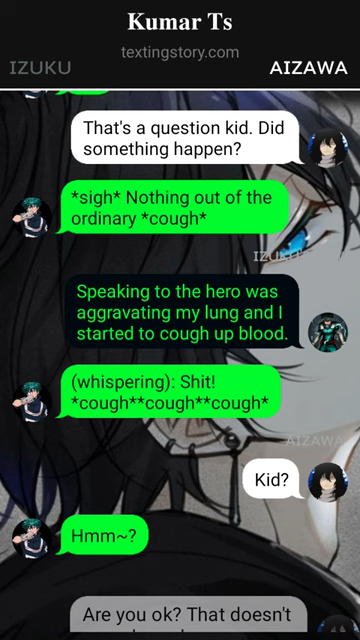 Kumar Ts
textingstory.com
IZUKU
AIZAWA
That's a question kid. Did
something happen?
*sigh* Nothing out of the
ordinary *cough*
IZUKU
Speaking to the hero was
aggravating my lung and I
started to cough up blood.
(whispering): Shit!
*cough**cough**cough*
AIZAWA
Kid?
Hmm~?
Are you ok? That doesn't